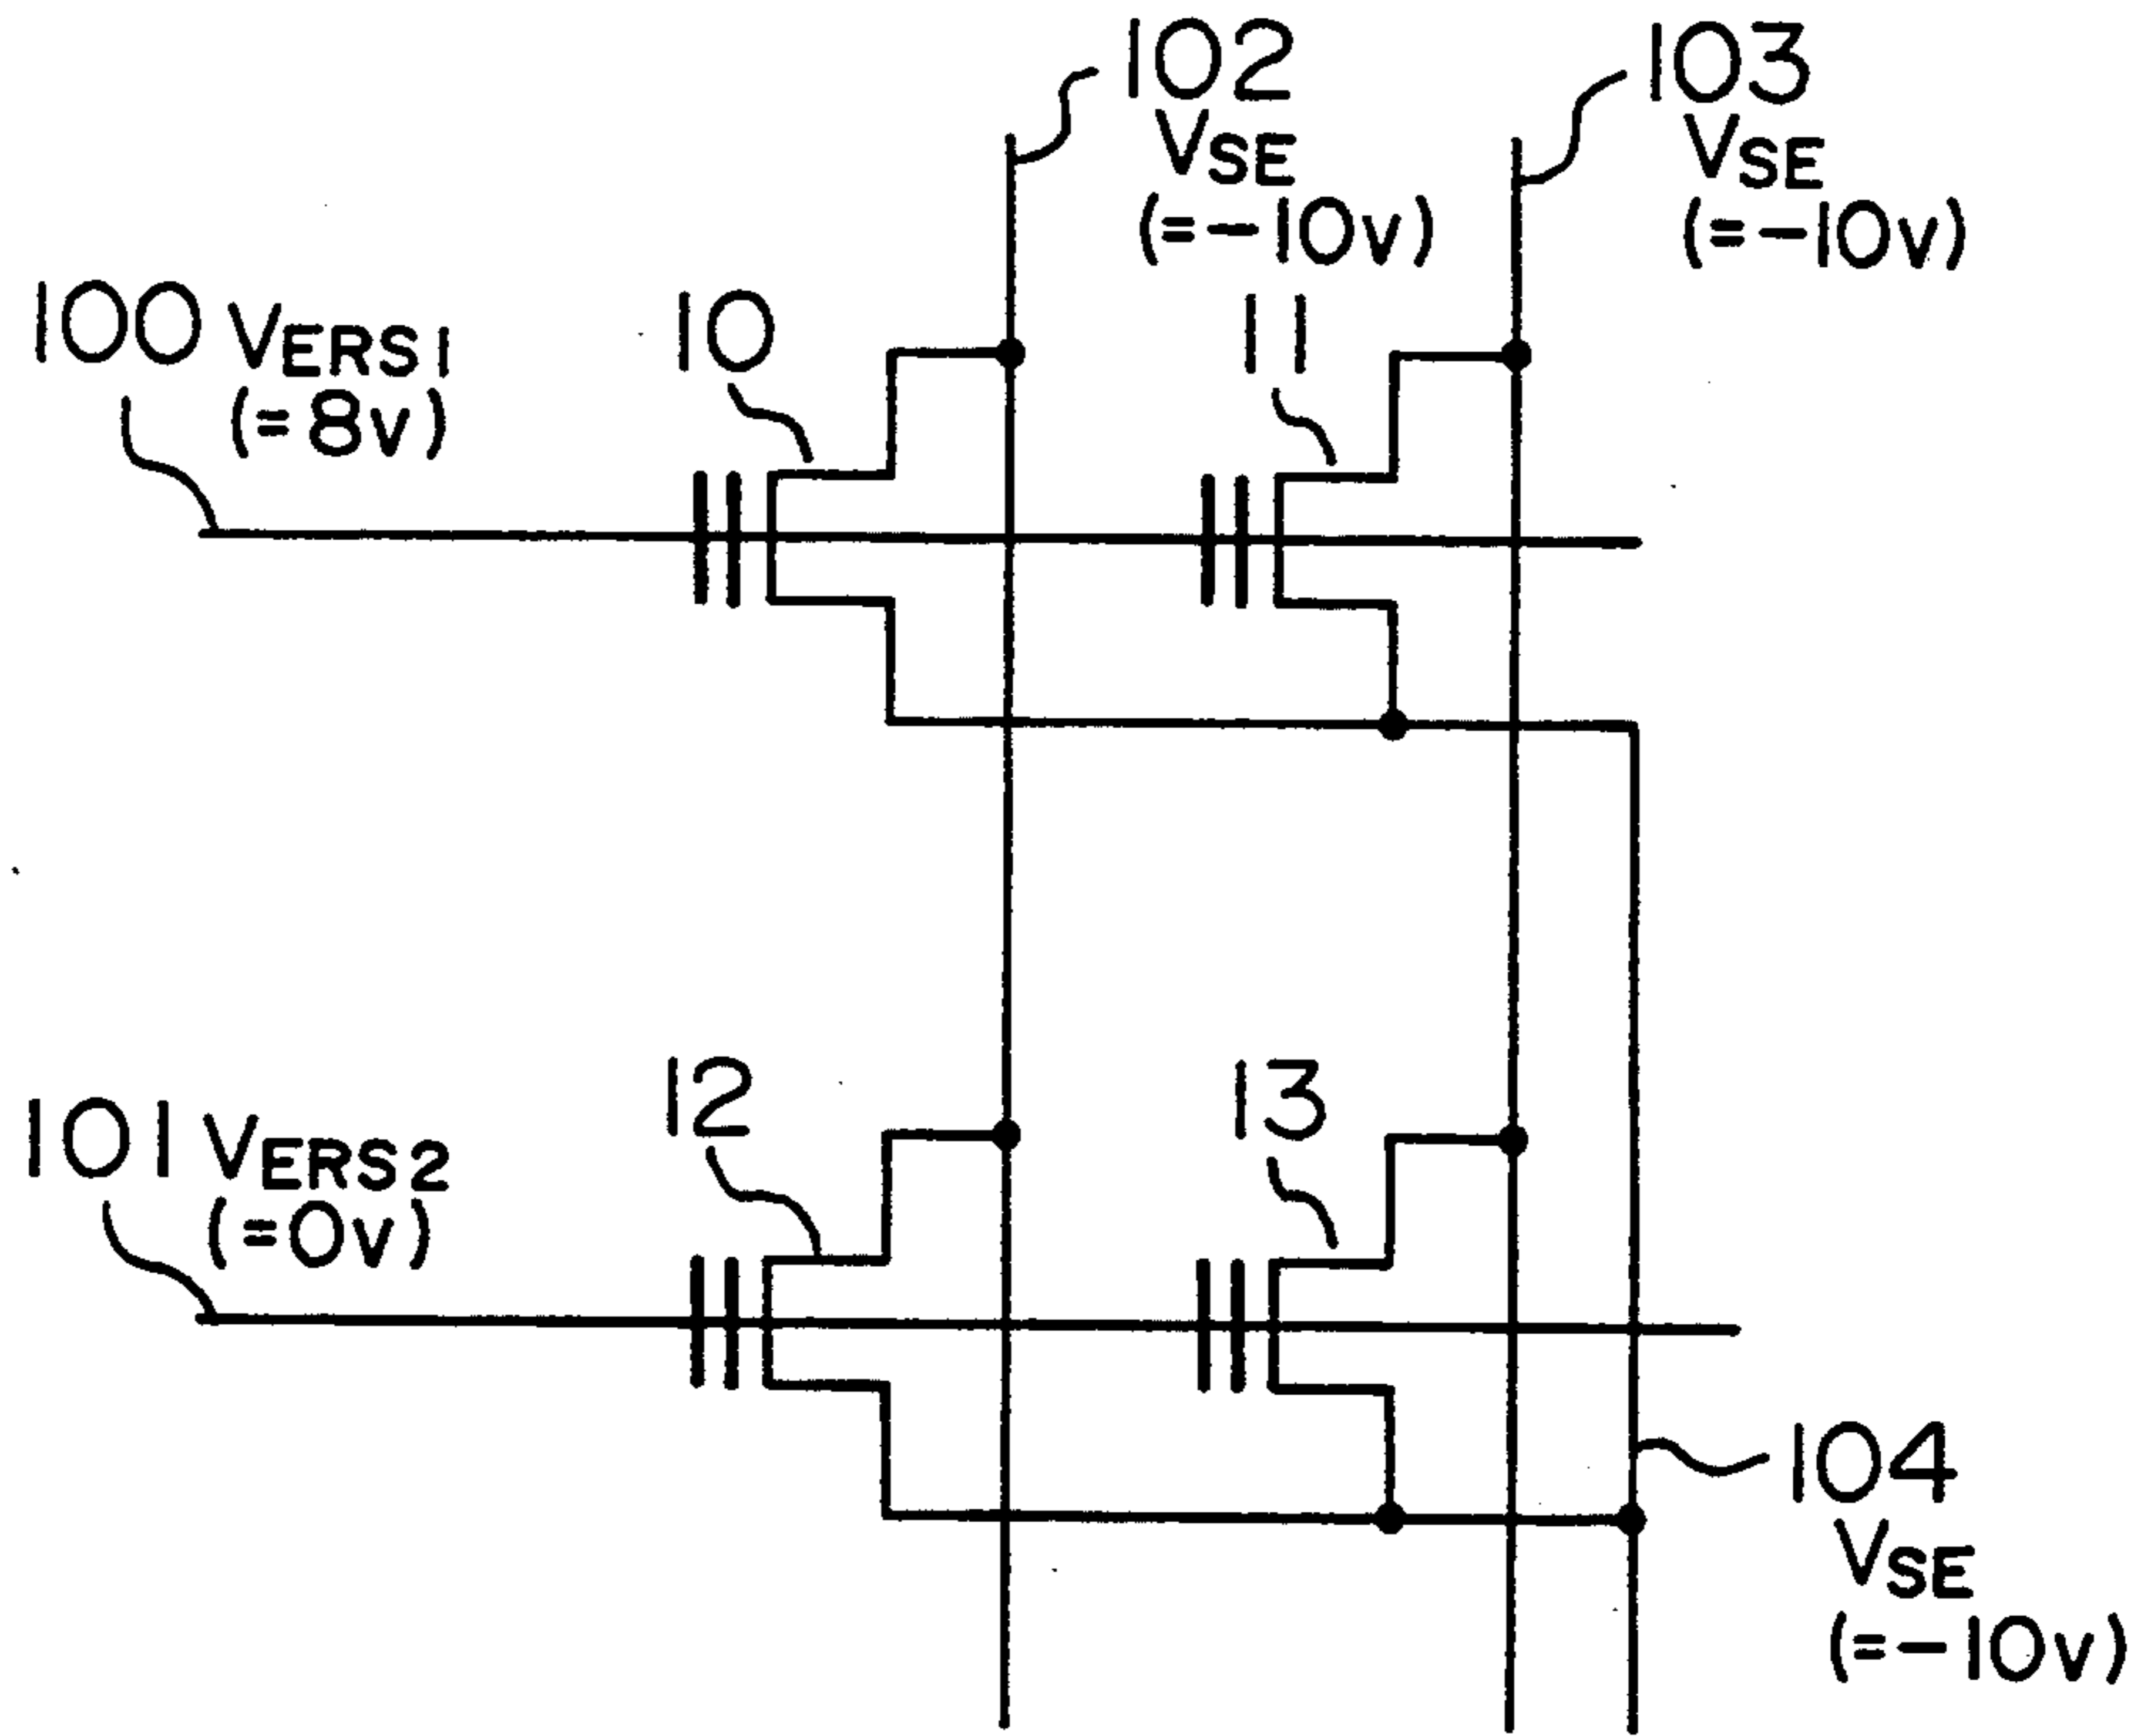 102
VSE
(=-10V)
103
VSE
(=-10V)
100 VERS1
(=8V)
10
11
101 VERS2
(=0V)
12
13
104
VSE
(=-10V)